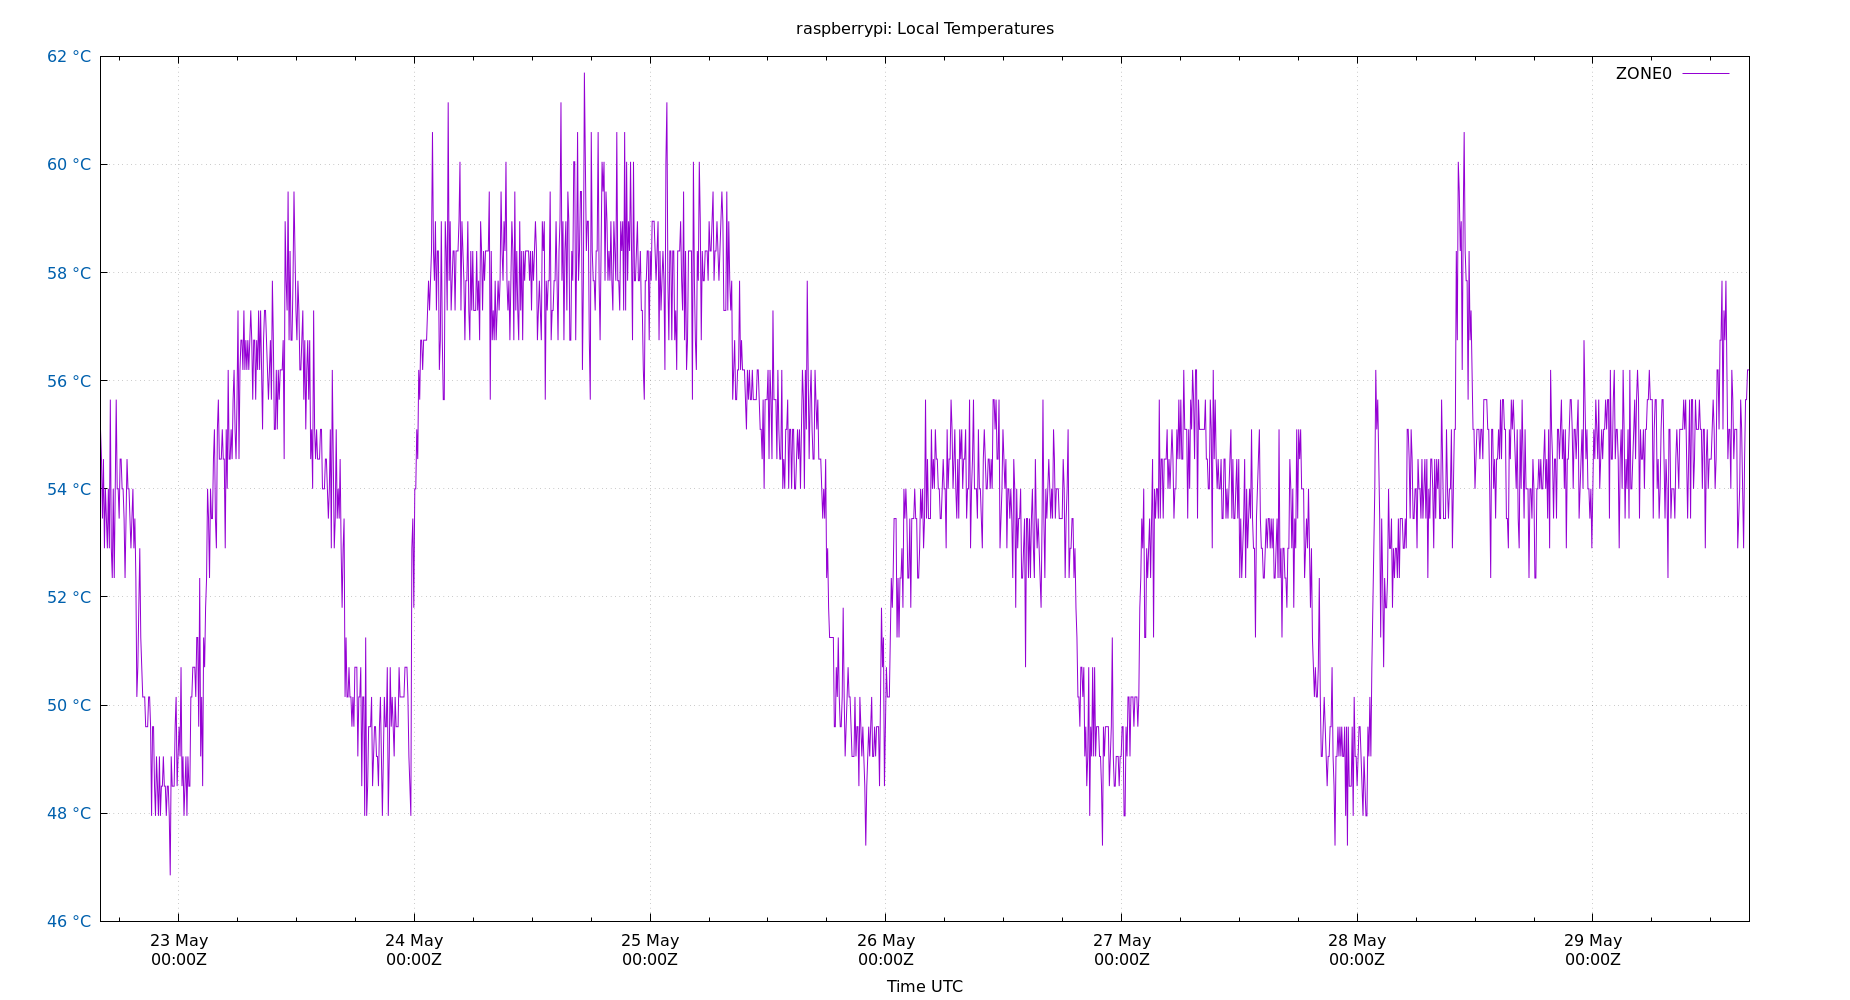 raspberrypi: Local Temperatures
ZONE0
62 °C
60 °C
58 °C
56 °C
54 °C
52 °C
50 °C
48 °C
46 °C
23 May 24 May 25 May 26 May 27 May 28 May 29 May
00:00Z 00:00Z 00:00Z 00:00Z 00:00Z 00:00Z 00:00Z
Time UTC